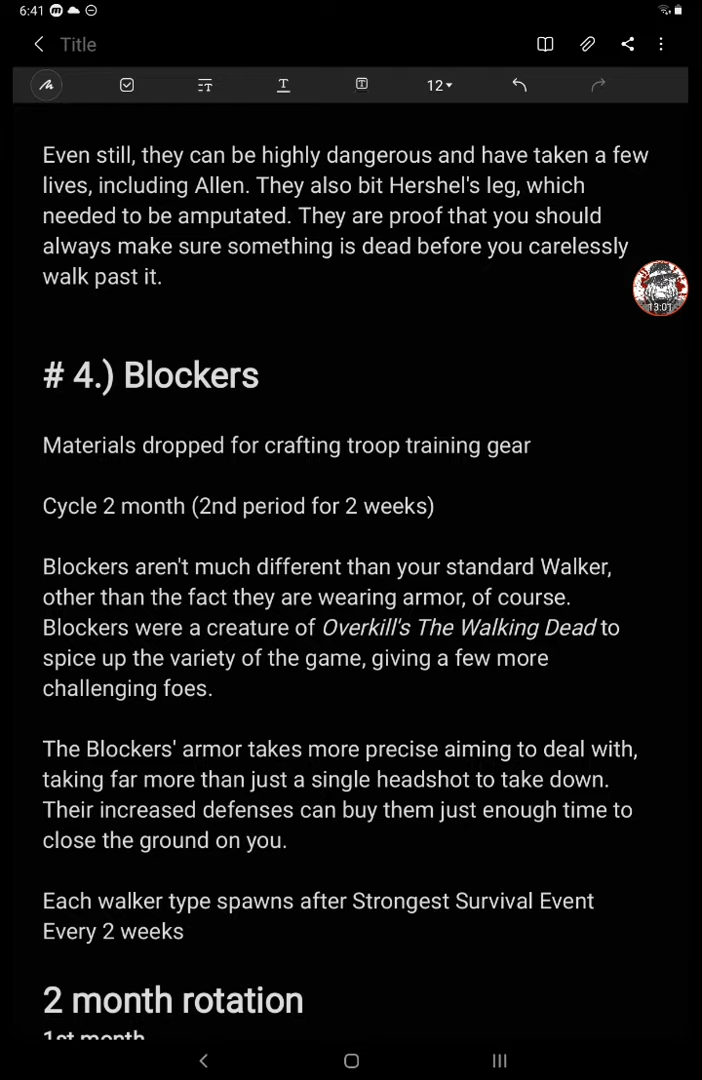 6:41
Title
12
Even still, they can be highly dangerous and have taken a few
lives, including Allen. They also bit Hershel's leg, which
needed to be amputated. They are proof that you should
always make sure something is dead before you carelessly
walk past it.
13:01
# 4.) Blockers
Materials dropped for crafting troop training gear
Cycle 2 month (2nd period for 2 weeks)
Blockers aren't much different than your standard Walker,
other than the fact they are wearing armor, of course.
Blockers were a creature of Overkill's The Walking Dead to
spice up the variety of the game, giving a few more
challenging foes.
The Blockers' armor takes more precise aiming to deal with,
taking far more than just a single headshot to take down.
Their increased defenses can buy them just enough time to
close the ground on you.
Each walker type spawns after Strongest Survival Event
Every 2 weeks
2 month rotation
1st month